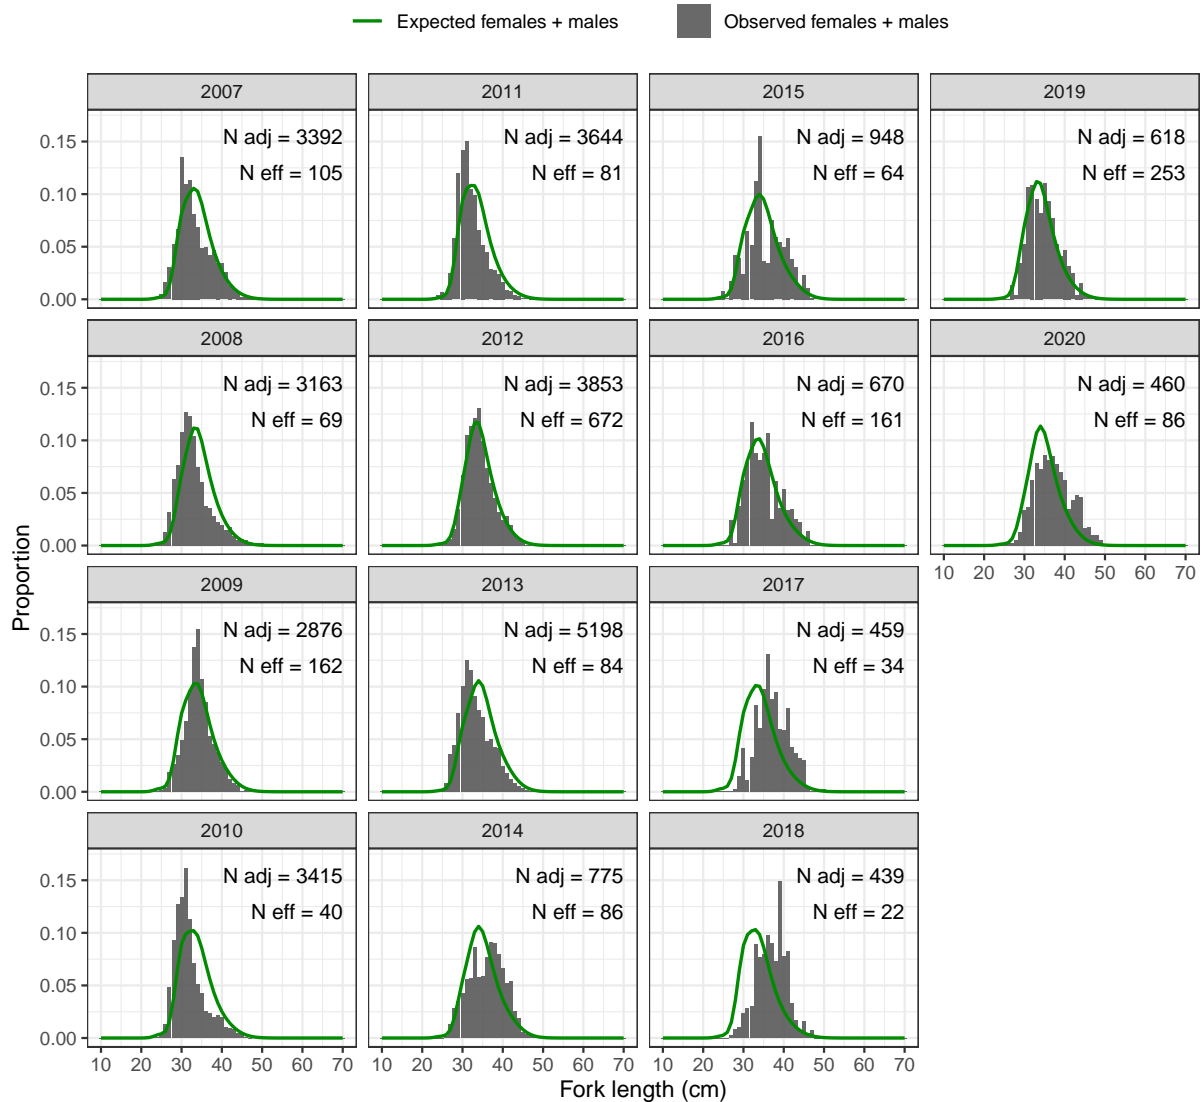 Expected females + males
Observed females + males
2007
2011
2015
2019
N adj = 3392
N eff = 105
N adj = 3644
N eff = 81
N adj = 948
N eff = 64
N adj = 618
N eff = 253
0.15
0.10
0.05
0.00
2008
2012
2016
2020
N adj = 3163
N eff = 69
N adj = 3853
N eff = 672
N adj = 670
N eff = 161
N adj = 460
N eff = 86
0.15
0.10
0.05
0.00
10 20 30 40 50 60 70
Proportion
2009
2013
2017
N adj = 2876
N eff = 162
N adj = 5198
N eff = 84
N adj = 459
N eff = 34
0.15
0.10
0.05
0.00
2010
2014
2018
N adj = 3415
N eff = 40
N adj = 775
N eff = 86
N adj = 439
N eff = 22
0.15
0.10
0.05
0.00
10 20 30 40 50 60 70
10 20 30 40 50 60 70
10 20 30 40 50 60 70
Fork length (cm)